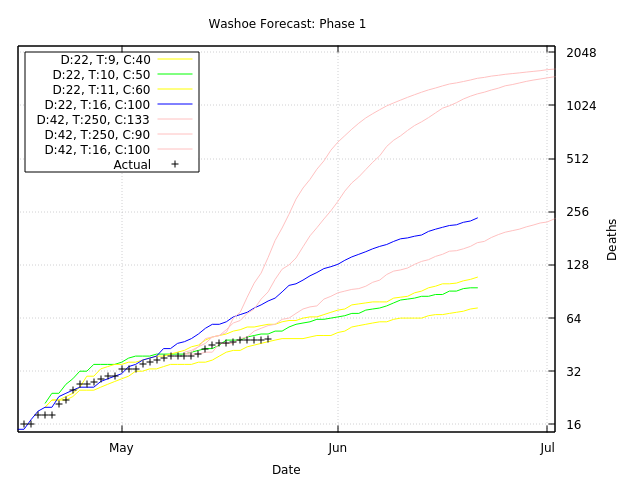 Washoe Forecast: Phase 1
D:22, T:9, C:40
D:22, T:10, C:50
D:22, T:11, C:60
D:22, T:16, C:100
D:42, T:250, C:133
D:42, T:250, C:90
D:42, T:16, C:100
Actual
2048
1024
512
256
128
64
32
16
Deaths
May
Jun
Jul
Date